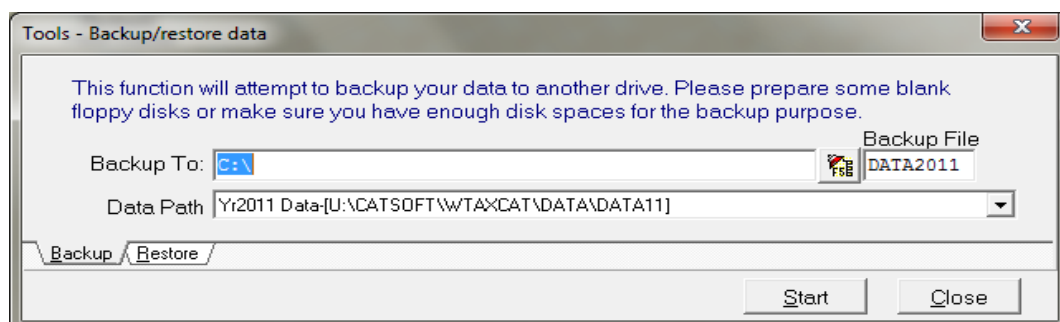 Tools - Backup/restore data
This function will attempt to backup your data to another drive. Please prepare some blank
floppy disks or make sure you have enough disk spaces for the backup purpose.
Backup File
Backup To: C:\ DATA2011
Data Path Yr2011 Data-[U:\CATSOFT\WTAXCAT\DATA\DATA11]
Backup Restore
Start Close